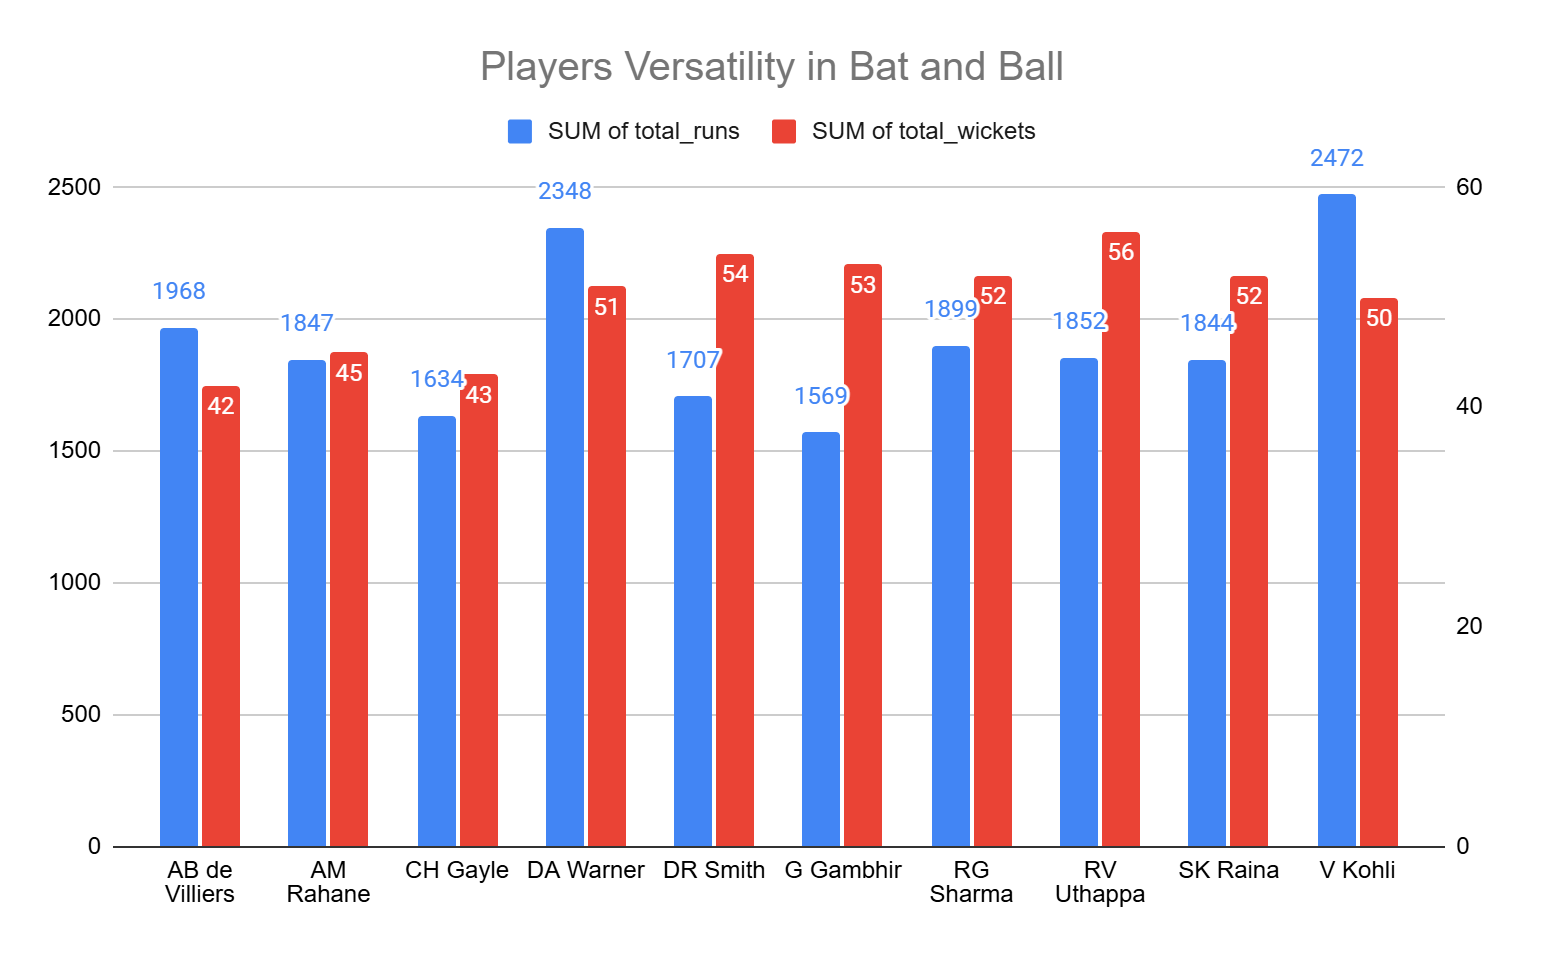 Players Versatility in Bat and Ball
SUM of total_runs SUM of total_wickets
2500
2000
1500
1000
500
0
60
40
20
0
1968
42
1847
45
1634
43
2348
51
1707
54
1569
53
1899
52
1852
56
1844
52
2472
50
AB de
Villiers
AM
Rahane
CH Gayle
DA Warner
DR Smith
G Gambhir
RG
Sharma
RV
Uthappa
SK Raina
V Kohli